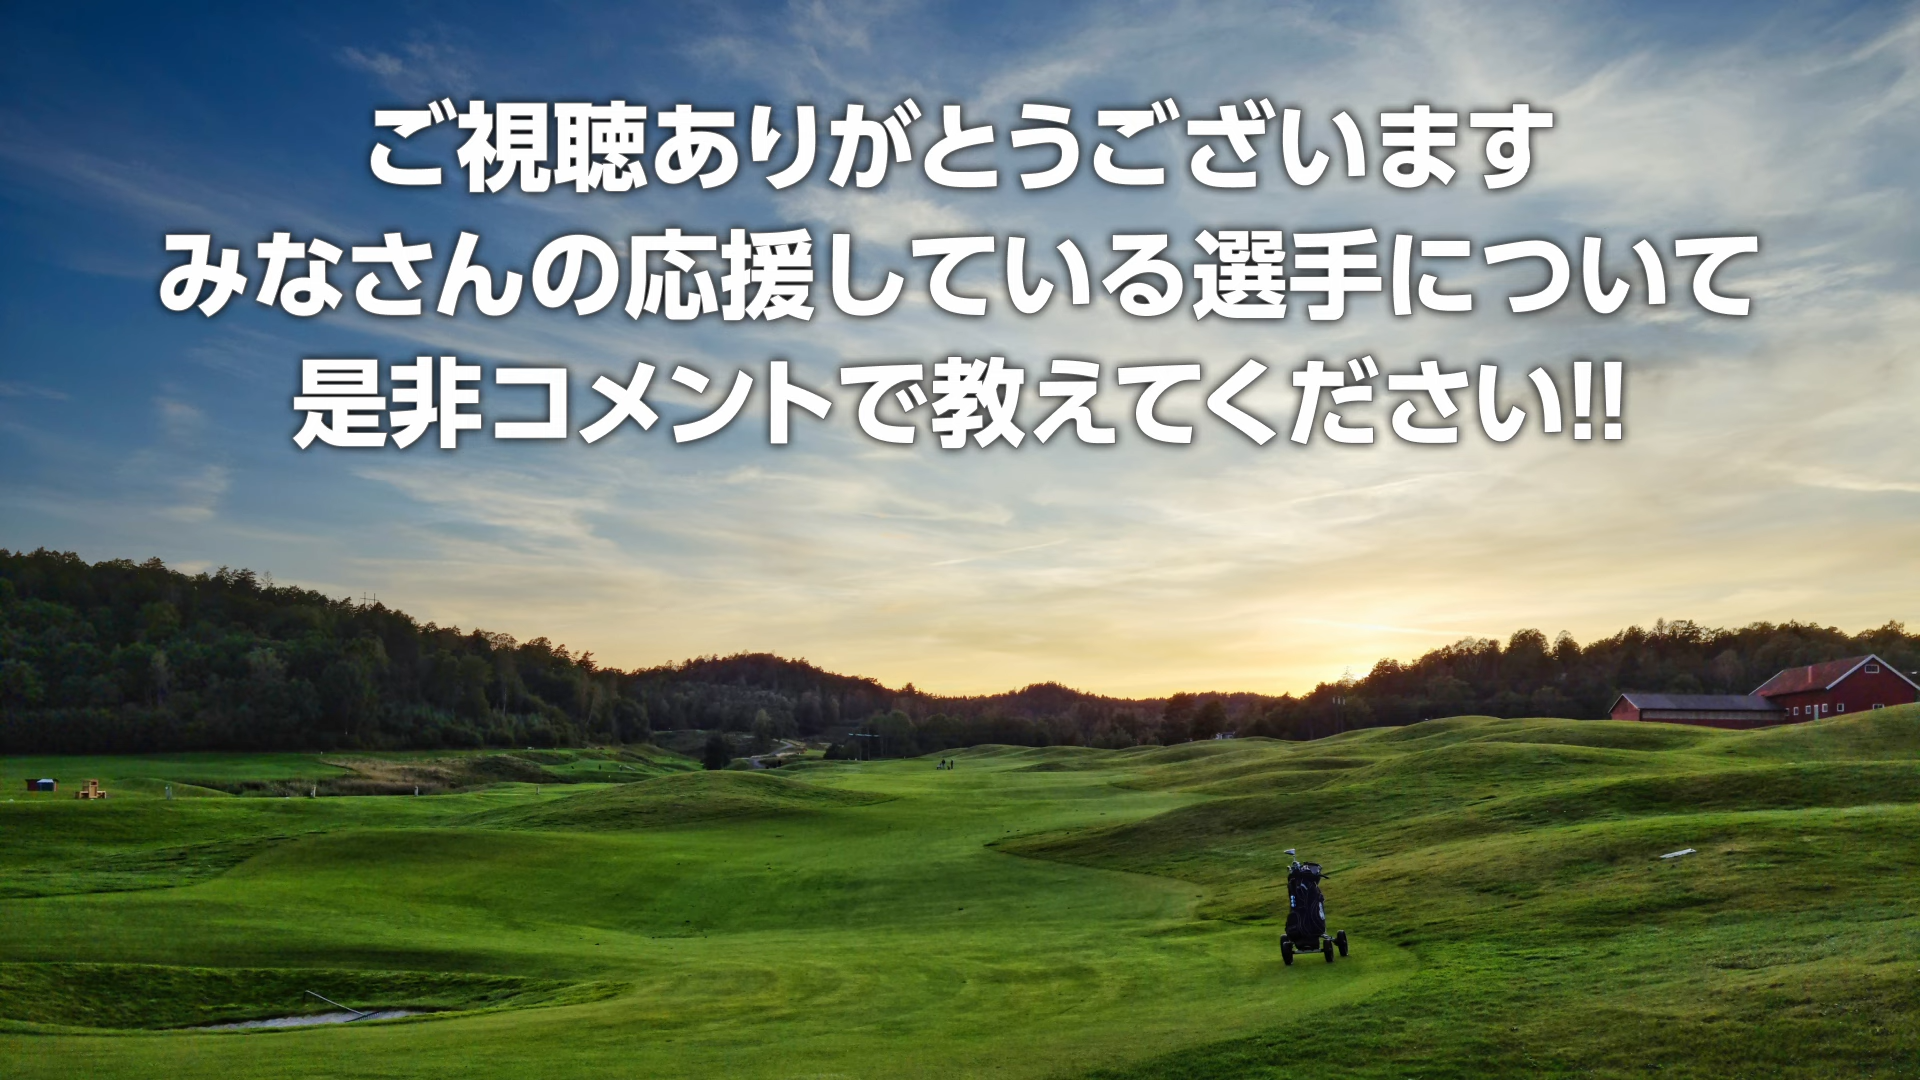 ご視聴ありがとうございます
みなさんの応援している選手について
是非コメントで教えてください!!